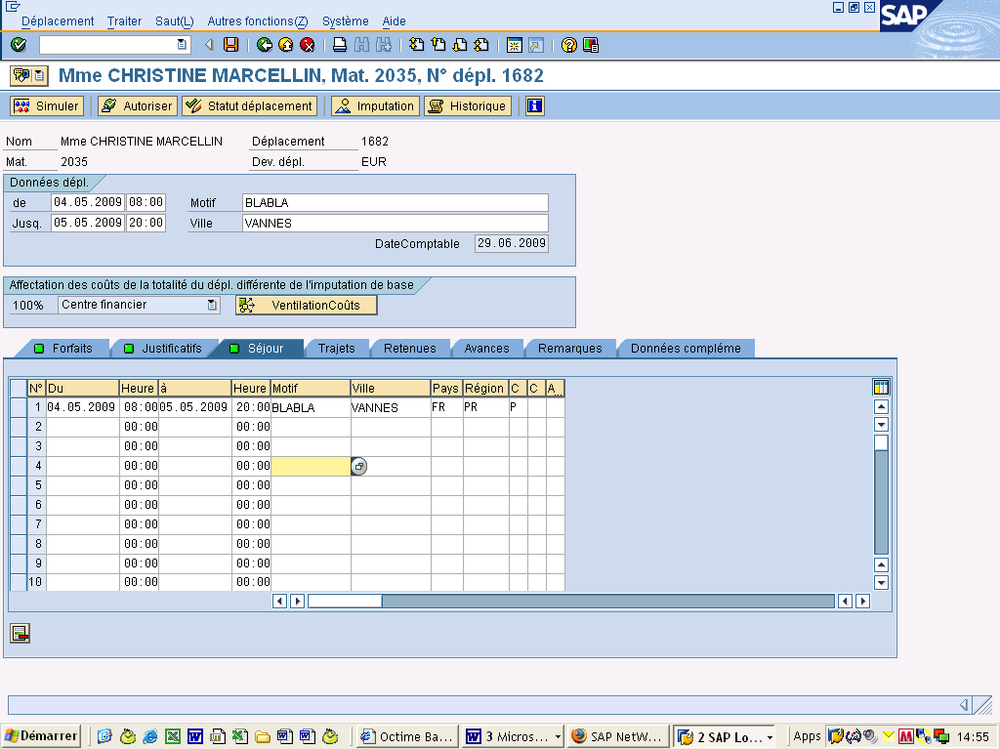 Déplacement Traiter Saut(L) Autres fonctions(Z) Système Aide
SAP
Mme CHRISTINE MARCELLIN, Mat. 2035, N° dépl. 1682
Simuler Autoriser Statut déplacement Imputation Historique
Nom Mme CHRISTINE MARCELLIN Déplacement 1682
Mat. 2035 Dev. dépl. EUR
Données dépl.
de 04.05.2009 08:00 Motif BLABLA
Jusq. 05.05.2009 20:00 Ville VANNES
DateComptable 29.06.2009
Affectation des coûts de la totalité du dépl. différente de l'imputation de base
100% Centre financier VentilationCoûts
Forfaits Justificatifs Séjour Trajets Retenues Avances Remarques Données compléme
N° Du Heure à Heure Motif Ville Pays Région C C A...
1 04.05.2009 08:00 05.05.2009 20:00 BLABLA VANNES FR PR P
2 00:00 00:00
3 00:00 00:00
4 00:00 00:00
5 00:00 00:00
6 00:00 00:00
7 00:00 00:00
8 00:00 00:00
9 00:00 00:00
10 00:00 00:00
Démarrer Octime Ba... 3 Micros... SAP NetW... 2 SAP Lo... Apps 14:55